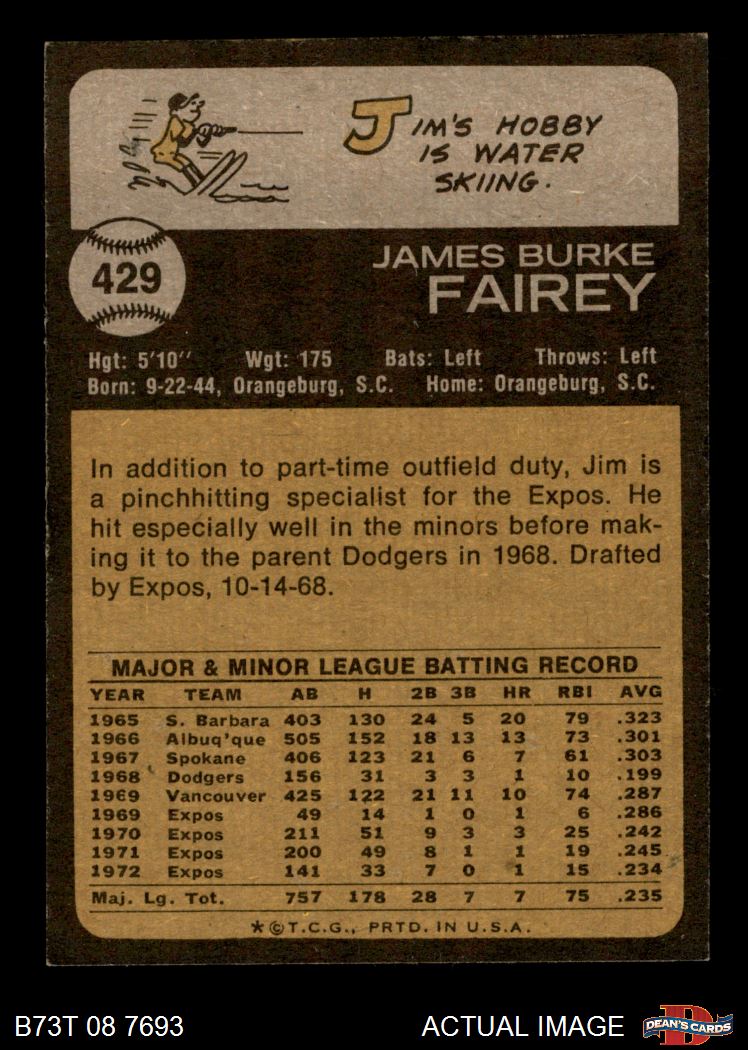 JIM'S HOBBY
IS WATER
SKIING.
429
JAMES BURKE
FAIREY
Hgt: 5'10" Wgt: 175 Bats: Left Throws: Left
Born: 9-22-44, Orangeburg, S.C. Home: Orangeburg, S.C.
In addition to part-time outfield duty, Jim is
a pinchhitting specialist for the Expos. He
hit especially well in the minors before mak-
ing it to the parent Dodgers in 1968. Drafted
by Expos, 10-14-68.
MAJOR & MINOR LEAGUE BATTING RECORD
YEAR TEAM AB H 2B 3B HR RBI AVG
1965 S. Barbara 403 130 24 5 20 79 .323
1966 Albuq'que 505 152 18 13 13 73 .301
1967 Spokane 406 123 21 6 7 61 .303
1968 Dodgers 156 31 3 3 1 10 .199
1969 Vancouver 425 122 21 11 10 74 .287
1969 Expos 49 14 1 0 1 6 .286
1970 Expos 211 51 9 3 3 25 .242
1971 Expos 200 49 8 1 1 19 .245
1972 Expos 141 33 7 0 1 15 .234
Maj. Lg. Tot. 757 178 28 7 7 75 .235
*©T.C.G., PRTD. IN U.S.A.
B73T 08 7693 ACTUAL IMAGE D DEAN'S CARDS